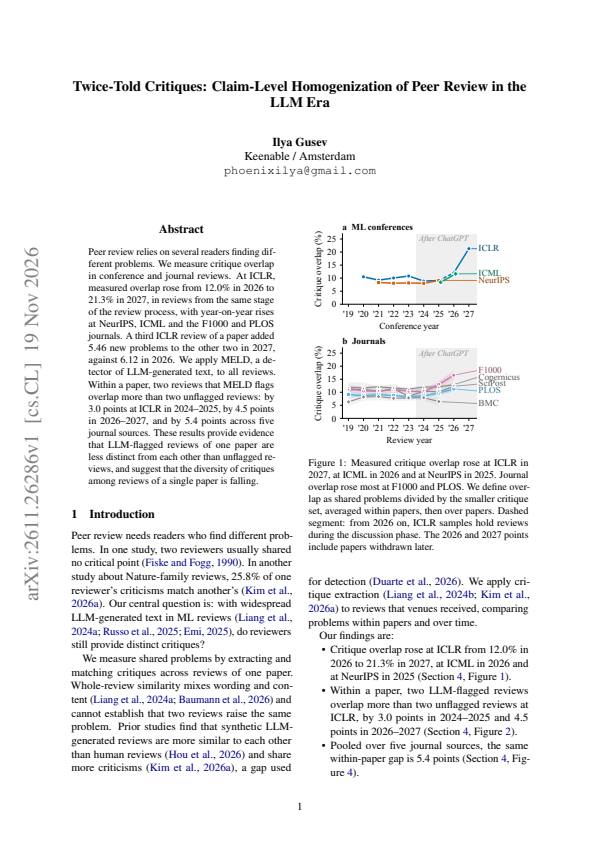 Twice-Told Critiques: Claim-Level Homogenization of Peer Review in the
LLM Era
Ilya Gusev
Keenable / Amsterdam
phoenixilya@gmail.com
arXiv:2611.26286v1 [cs.CL] 19 Nov 2026
Abstract
Peer review relies on several readers finding dif-
ferent problems. We measure critique overlap
in conference and journal reviews. At ICLR,
measured overlap rose from 12.0% in 2026 to
21.3% in 2027, in reviews from the same stage
of the review process, with year-on-year rises
at NeurIPS, ICML and the F1000 and PLOS
journals. A third ICLR review of a paper added
5.46 new problems to the other two in 2027,
against 6.12 in 2026. We apply MELD, a de-
tector of LLM-generated text, to all reviews.
Within a paper, two reviews that MELD flags
overlap more than two unflagged reviews: by
3.0 points at ICLR in 2024–2025, by 4.5 points
in 2026–2027, and by 5.4 points across five
journal sources. These results provide evidence
that LLM-flagged reviews of one paper are
less distinct from each other than unflagged re-
views, and suggest that the diversity of critiques
among reviews of a single paper is falling.
1 Introduction
Peer review needs readers who find different prob-
lems. In one study, two reviewers usually shared
no critical point (Fiske and Fogg, 1990). In another
study about Nature-family reviews, 25.8% of one
reviewer's criticisms match another's (Kim et al.,
2026a). Our central question is: with widespread
LLM-generated text in ML reviews (Liang et al.,
2024a; Russo et al., 2025; Emi, 2025), do reviewers
still provide distinct critiques?
We measure shared problems by extracting and
matching critiques across reviews of one paper.
Whole-review similarity mixes wording and con-
tent (Liang et al., 2024a; Baumann et al., 2026) and
cannot establish that two reviews raise the same
problem. Prior studies find that synthetic LLM-
generated reviews are more similar to each other
than human reviews (Hou et al., 2026) and share
more criticisms (Kim et al., 2026a), a gap used
a ML conferences
After ChatGPT
Critique overlap (%)
25
20
15
10
5
0
ICLR
ICML
NeurIPS
'19 '20 '21 '22 '23 '24 '25 '26 '27
Conference year
b Journals
After ChatGPT
Critique overlap (%)
25
20
15
10
5
0
F1000
Copernicus
SciPost
PLOS
BMC
'19 '20 '21 '22 '23 '24 '25 '26 '27
Review year
Figure 1: Measured critique overlap rose at ICLR in
2027, at ICML in 2026 and at NeurIPS in 2025. Journal
overlap rose most at F1000 and PLOS. We define over-
lap as shared problems divided by the smaller critique
set, averaged within papers, then over papers. Dashed
segment: from 2026 on, ICLR samples hold reviews
during the discussion phase. The 2026 and 2027 points
include papers withdrawn later.
for detection (Duarte et al., 2026). We apply cri-
tique extraction (Liang et al., 2024b; Kim et al.,
2026a) to reviews that venues received, comparing
problems within papers and over time.
Our findings are:
• Critique overlap rose at ICLR from 12.0% in
2026 to 21.3% in 2027, at ICML in 2026 and
at NeurIPS in 2025 (Section 4, Figure 1).
• Within a paper, two LLM-flagged reviews
overlap more than two unflagged reviews at
ICLR, by 3.0 points in 2024–2025 and 4.5
points in 2026–2027 (Section 4, Figure 2).
• Pooled over five journal sources, the same
within-paper gap is 5.4 points (Section 4, Fig-
ure 4).
1